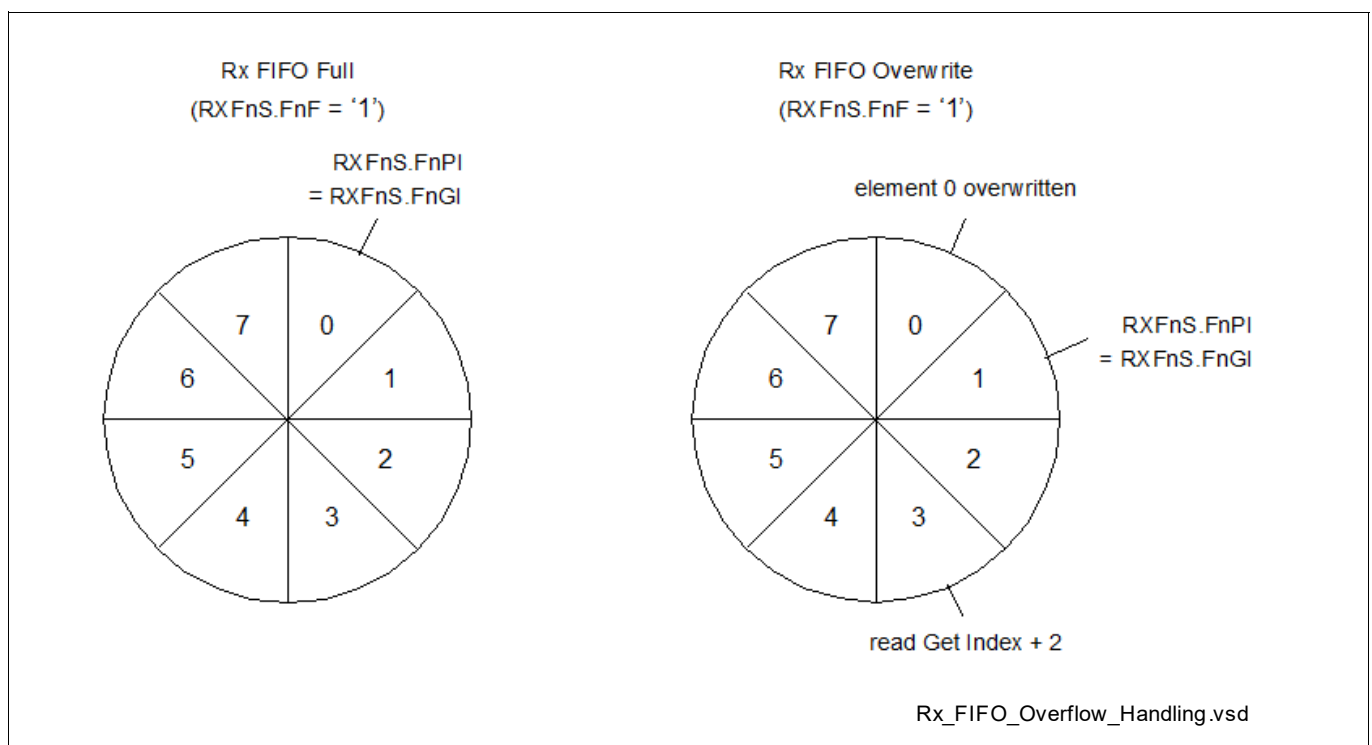 Rx FIFO Full
(RXFnS.FnF = ‘1’)
RXFnS.FnPI
= RXFnS.FnGI
7
0
6
1
5
2
4
3
Rx FIFO Overwrite
(RXFnS.FnF = ‘1’)
element 0 overwritten
RXFnS.FnPI
= RXFnS.FnGI
7
0
6
1
5
2
4
3
read Get Index + 2
Rx_FIFO_Overflow_Handling.vsd